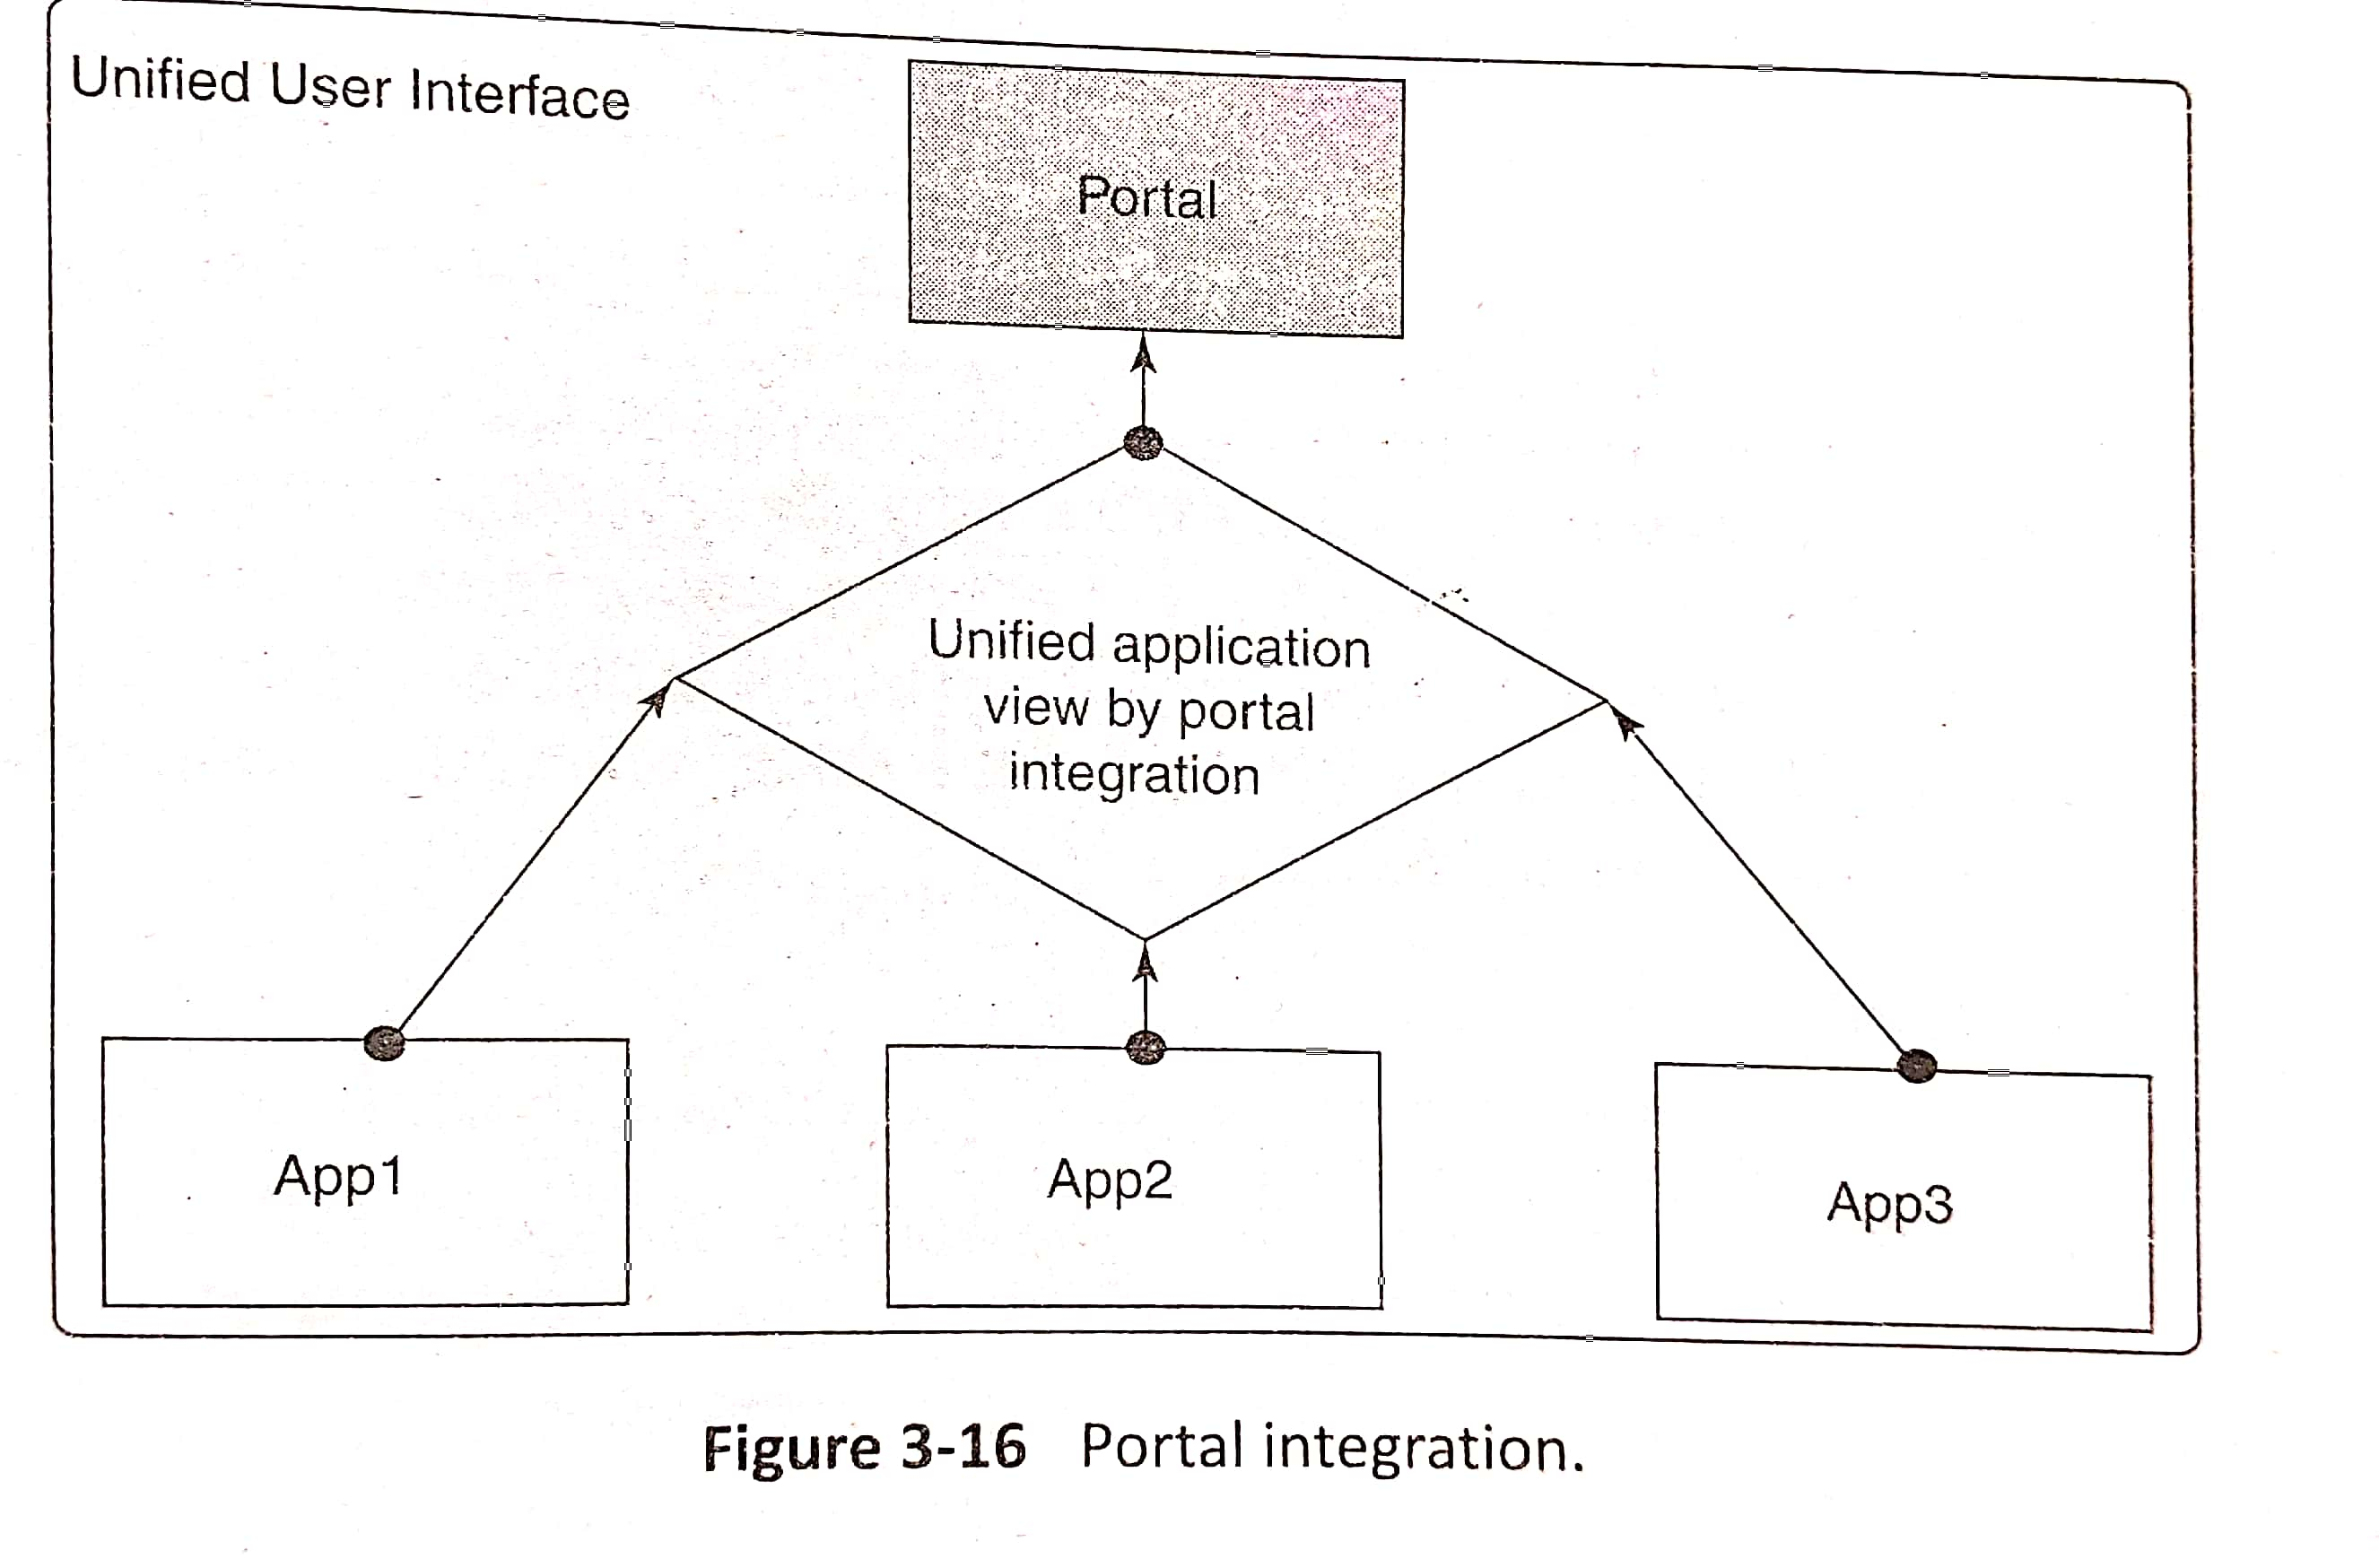 Unified User Interface
Portal
Unified application
view by portal
integration
App1
App2
App3
Figure 3-16 Portal integration.